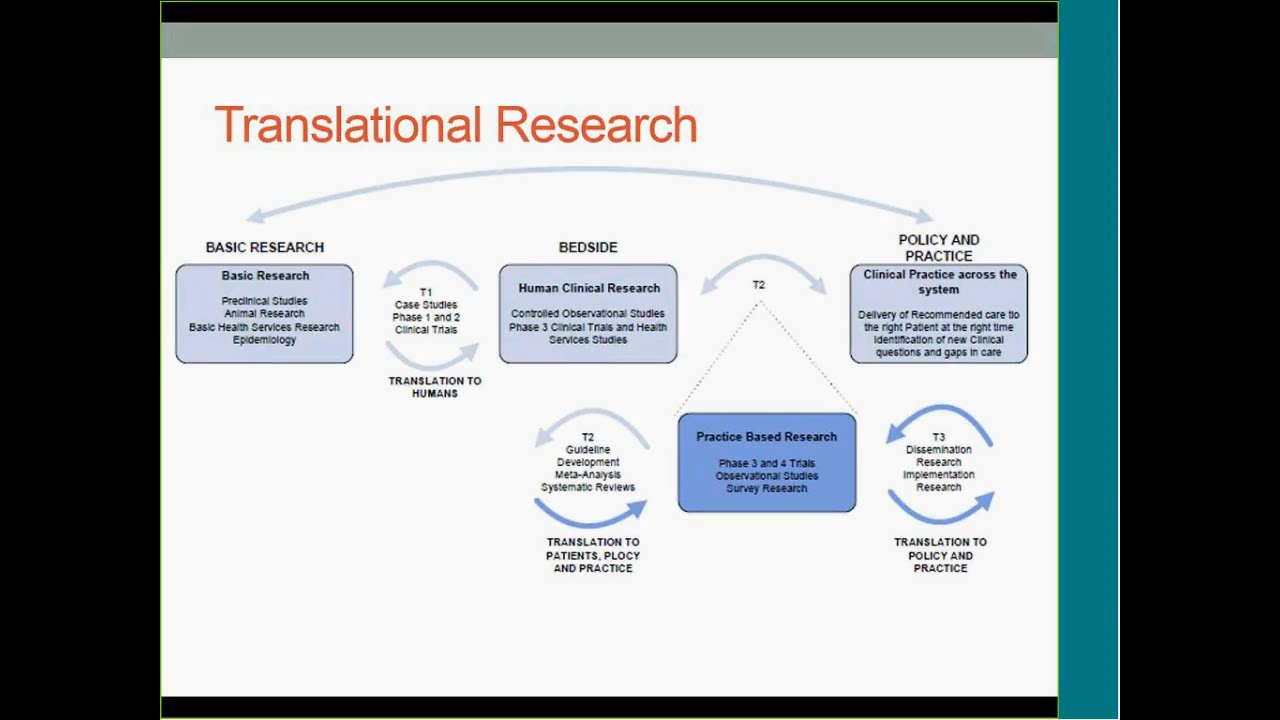 Translational Research
BASIC RESEARCH
Basic Research
Preclinical Studies
Animal Research
Basic Health Services Research
Epidemiology
T1
Case Studies
Phase 1 and 2
Clinical Trials
TRANSLATION TO
HUMANS
BEDSIDE
Human Clinical Research
Controlled Observational Studies
Phase 3 Clinical Trials and Health
Services Studies
T2
POLICY AND
PRACTICE
Clinical Practice across the
system
Delivery of Recommended care tio
the right Patient at the right time
Identification of new Clinical
questions and gaps in care
T2
Guideline
Development
Meta-Analysis
Systematic Reviews
TRANSLATION TO
PATIENTS, PLOCY
AND PRACTICE
Practice Based Research
Phase 3 and 4 Trials
Observational Studies
Survey Research
T3
Dissemination
Research
Implementation
Research
TRANSLATION TO
POLICY AND
PRACTICE